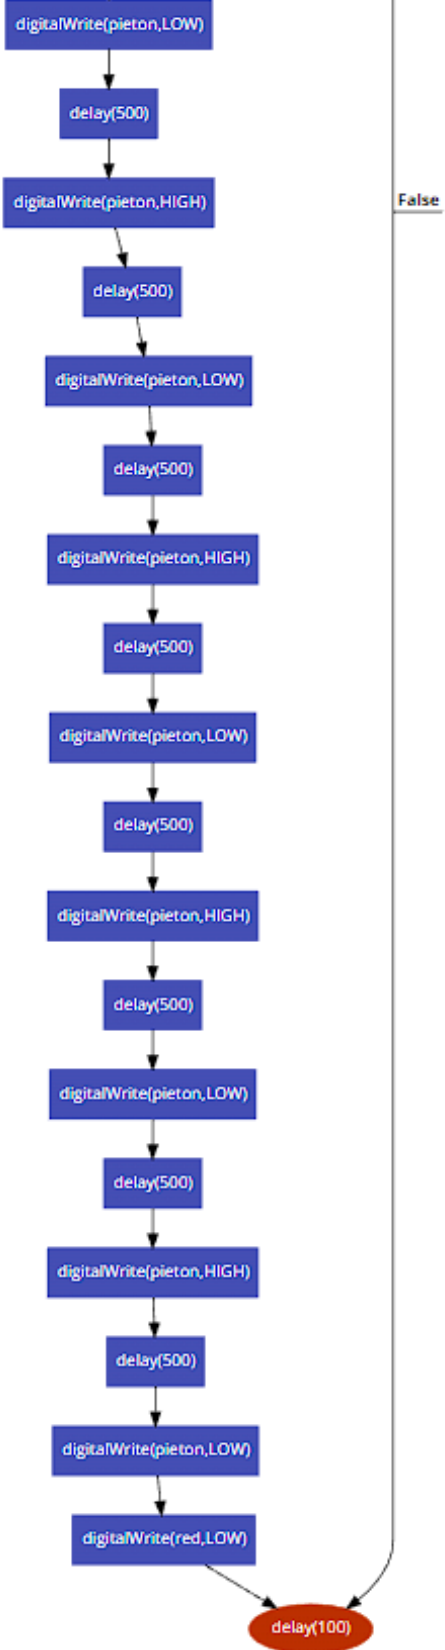 digitalWrite(pieton,LOW)
delay(500)
digitalWrite(pieton,HIGH)
False
delay(500)
digitalWrite(pieton,LOW)
delay(500)
digitalWrite(pieton,HIGH)
delay(500)
digitalWrite(pieton,LOW)
delay(500)
digitalWrite(pieton,HIGH)
delay(500)
digitalWrite(pieton,LOW)
delay(500)
digitalWrite(pieton,HIGH)
delay(500)
digitalWrite(pieton,LOW)
digitalWrite(red,LOW)
delay(100)